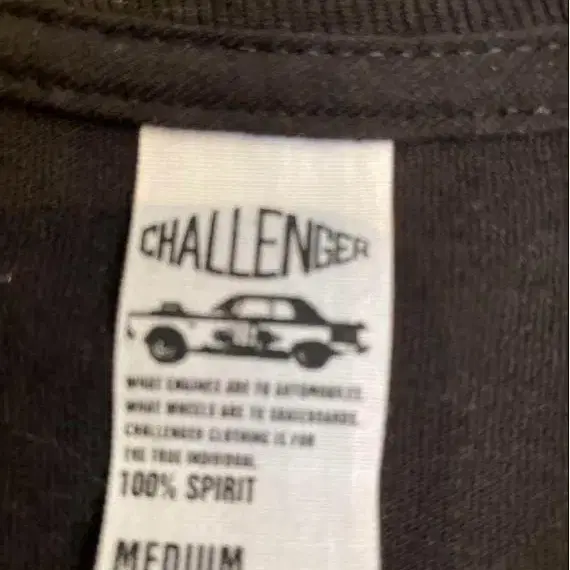 CHALLENGER
WHAT ENGINES ARE TO AUTOMOBILES.
WHAT WHEELS ARE TO SKATEBOARDS.
CHALLENGER CLOTHING IS FOR
THE TRUE INDIVIDUAL.
100% SPIRIT
MEDIUM